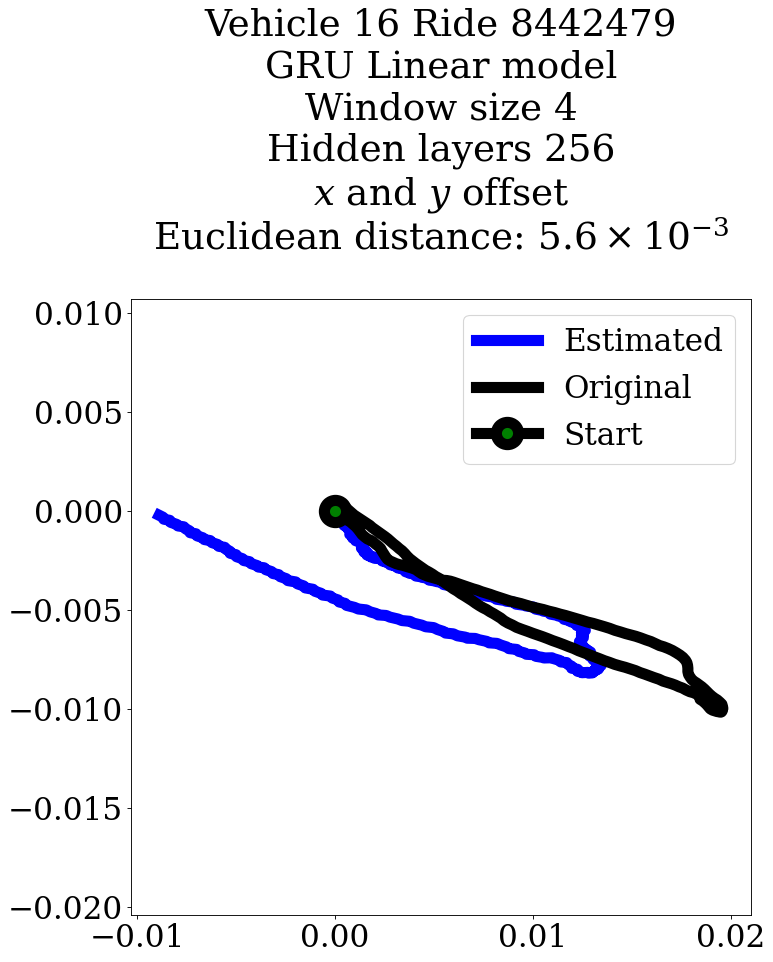 Vehicle 16 Ride 8442479
GRU Linear model
Window size 4
Hidden layers 256
x and y offset
Euclidean distance: 5.6 × 10⁻³
0.010
Estimated
0.005
Original
Start
0.000
−0.005
−0.010
−0.015
−0.020
−0.01 0.00 0.01 0.02